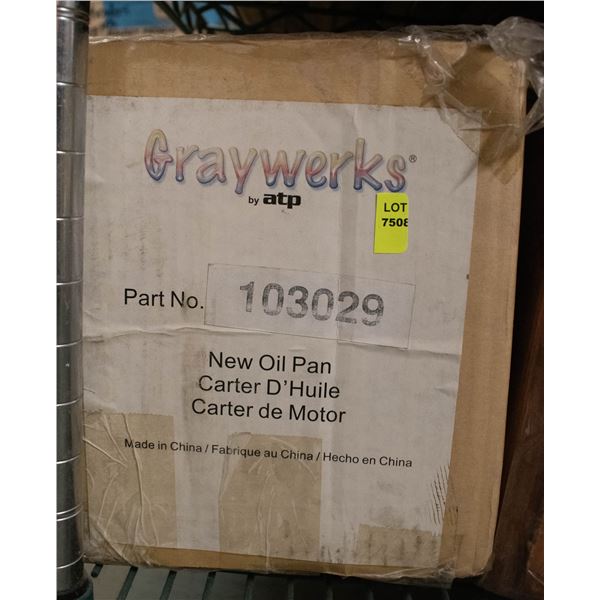 Graywerks®
by atp
LOT
7508
Part No. 103029
New Oil Pan
Carter D'Huile
Carter de Motor
Made in China / Fabrique au China / Hecho en China